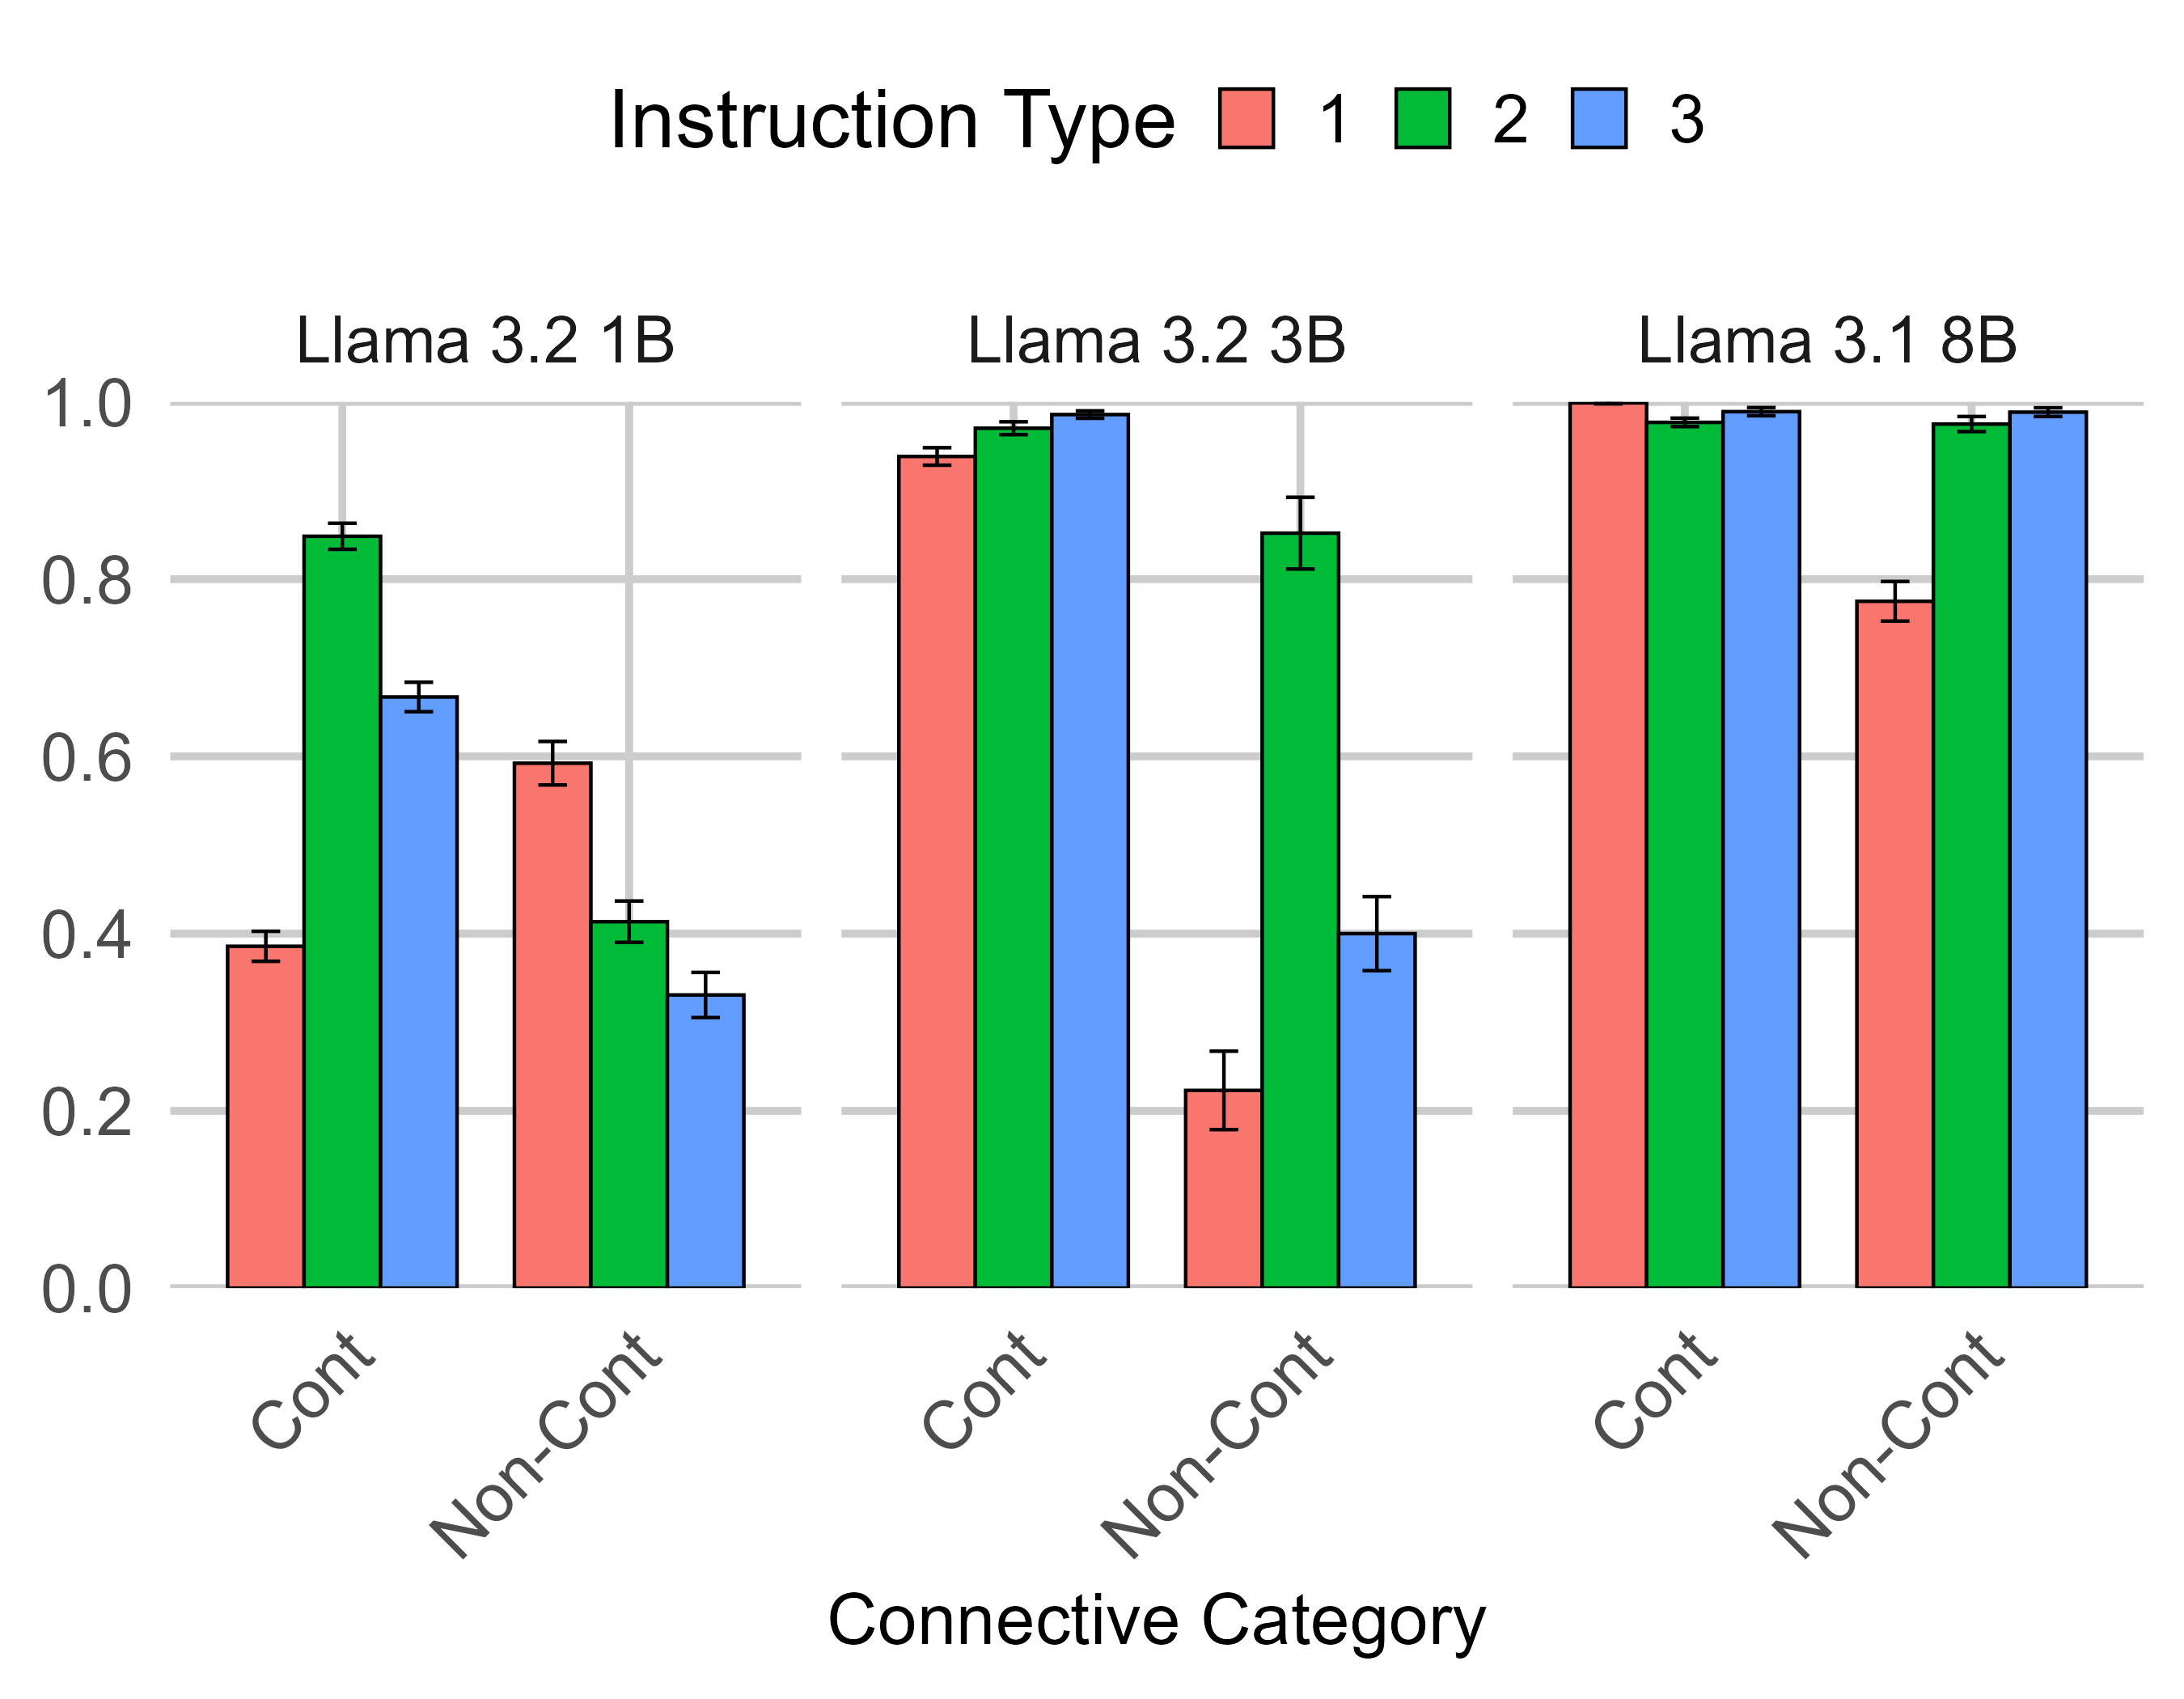 Instruction Type 1 2 3
Llama 3.2 1B Llama 3.2 3B Llama 3.1 8B
1.0
0.8
0.6
0.4
0.2
0.0
Cont Non-Cont Cont Non-Cont Cont Non-Cont
Connective Category